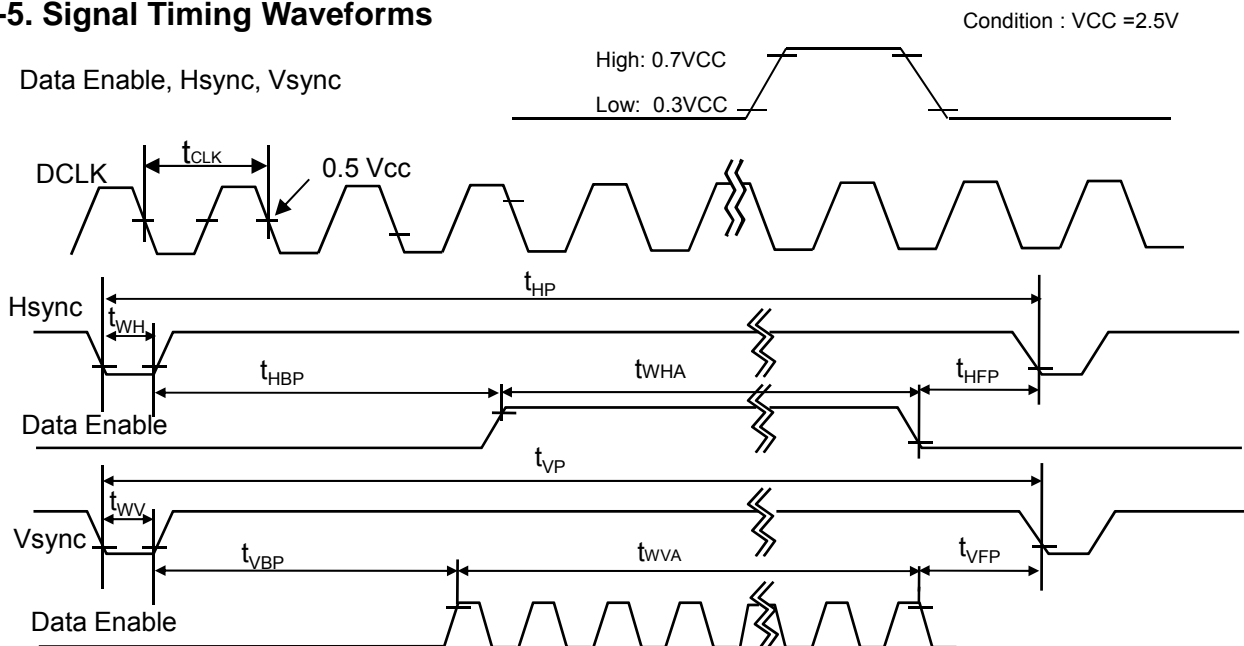 -5. Signal Timing Waveforms
Condition : VCC =2.5V
Data Enable, Hsync, Vsync
High: 0.7VCC
Low: 0.3VCC
DCLK
tCLK
0.5 Vcc
tHP
Hsync
tWH
tHBP
tWHA
tHFP
Data Enable
tVP
tWV
Vsync
tVBP
tWVA
tVFP
Data Enable